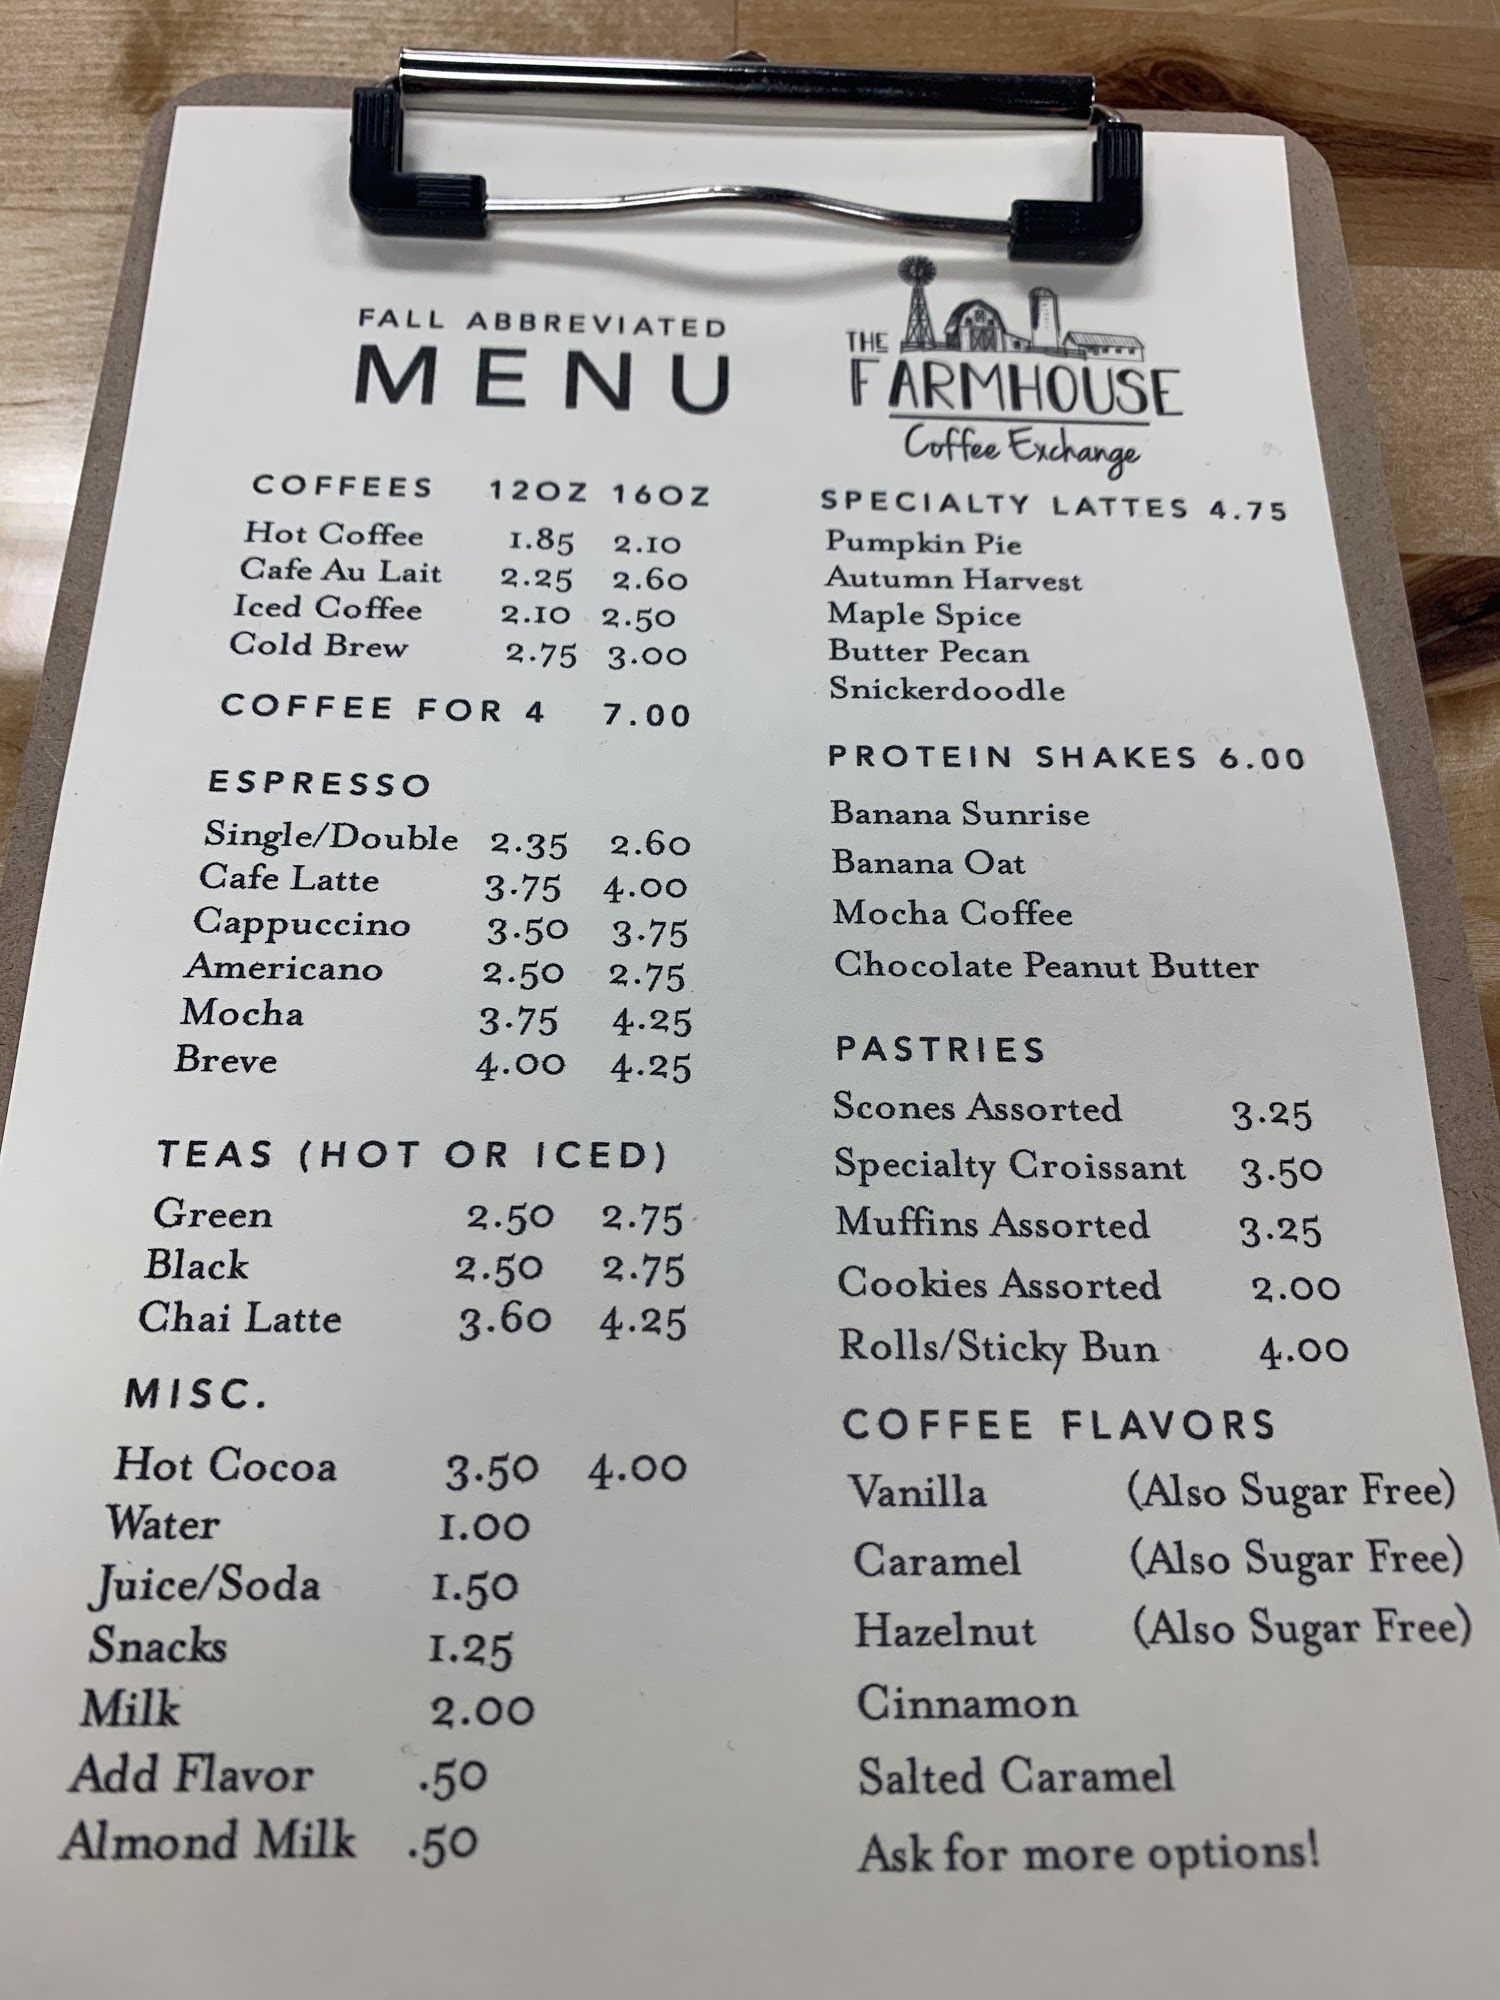 FALL ABBREVIATED
MENU
THE
FARMHOUSE
Coffee Exchange
COFFEES 12OZ 16OZ
Hot Coffee 1.85 2.10
Cafe Au Lait 2.25 2.60
Iced Coffee 2.10 2.50
Cold Brew 2.75 3.00
COFFEE FOR 4 7.00
ESPRESSO
Single/Double 2.35 2.60
Cafe Latte 3.75 4.00
Cappuccino 3.50 3.75
Americano 2.50 2.75
Mocha 3.75 4.25
Breve 4.00 4.25
TEAS (HOT OR ICED)
Green 2.50 2.75
Black 2.50 2.75
Chai Latte 3.60 4.25
MISC.
Hot Cocoa 3.50 4.00
Water 1.00
Juice/Soda 1.50
Snacks 1.25
Milk 2.00
Add Flavor .50
Almond Milk .50
SPECIALTY LATTES 4.75
Pumpkin Pie
Autumn Harvest
Maple Spice
Butter Pecan
Snickerdoodle
PROTEIN SHAKES 6.00
Banana Sunrise
Banana Oat
Mocha Coffee
Chocolate Peanut Butter
PASTRIES
Scones Assorted 3.25
Specialty Croissant 3.50
Muffins Assorted 3.25
Cookies Assorted 2.00
Rolls/Sticky Bun 4.00
COFFEE FLAVORS
Vanilla (Also Sugar Free)
Caramel (Also Sugar Free)
Hazelnut (Also Sugar Free)
Cinnamon
Salted Caramel
Ask for more options!